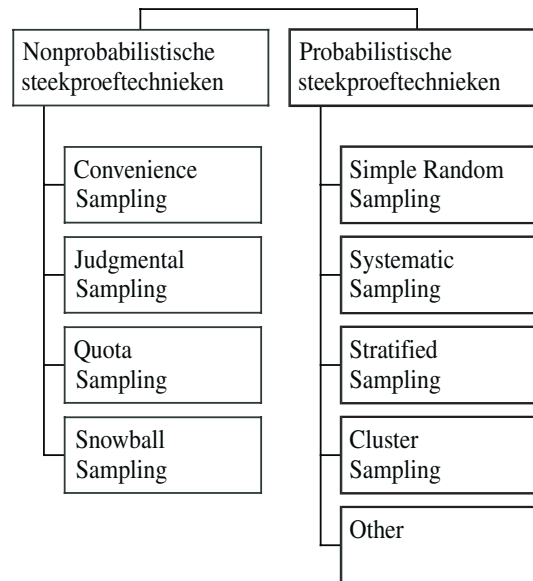 Nonprobabilistische
steekproeftechnieken
Convenience
Sampling
Judgmental
Sampling
Quota
Sampling
Snowball
Sampling
Probabilistische
steekproeftechnieken
Simple Random
Sampling
Systematic
Sampling
Stratified
Sampling
Cluster
Sampling
Other